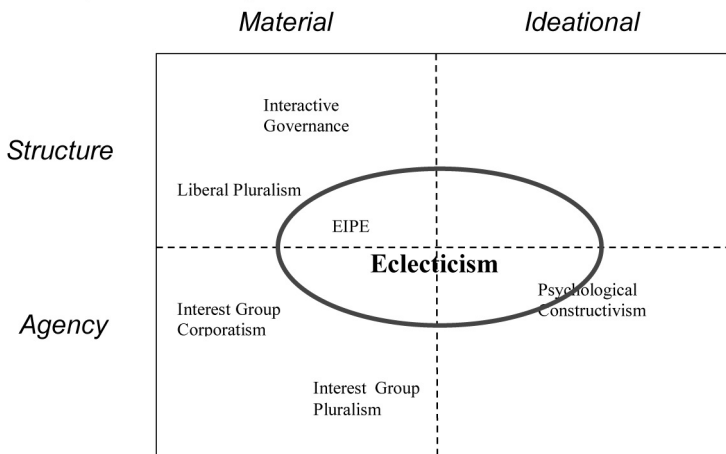 Material
Ideational
Structure
Interactive
Governance
Liberal Pluralism
EIPE
Eclecticism
Agency
Interest Group
Corporatism
Psychological
Constructivism
Interest Group
Pluralism